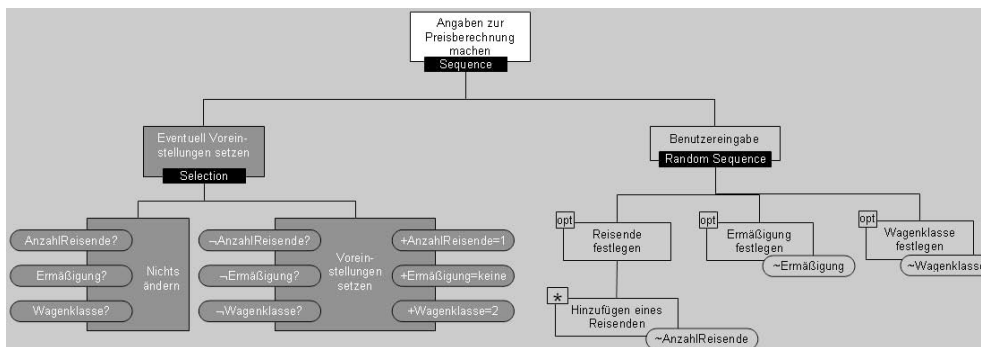 Angaben zur
Preisberechnung
machen
Sequence
Eventuell Vorein-
stellungen setzen
Selection
Benutzereingabe
Random Sequence
AnzahlReisende?
Ermäßigung?
Wagenklasse?
Nichts
ändern
¬AnzahlReisende?
¬Ermäßigung?
¬Wagenklasse?
Vorein-
stellungen
setzen
+AnzahlReisende=1
+Ermäßigung=keine
+Wagenklasse=2
opt
Reisende
festlegen
opt
Ermäßigung
festlegen
~Ermäßigung
opt
Wagenklasse
festlegen
~Wagenklasse
*
Hinzufügen eines
Reisenden
~AnzahlReisende